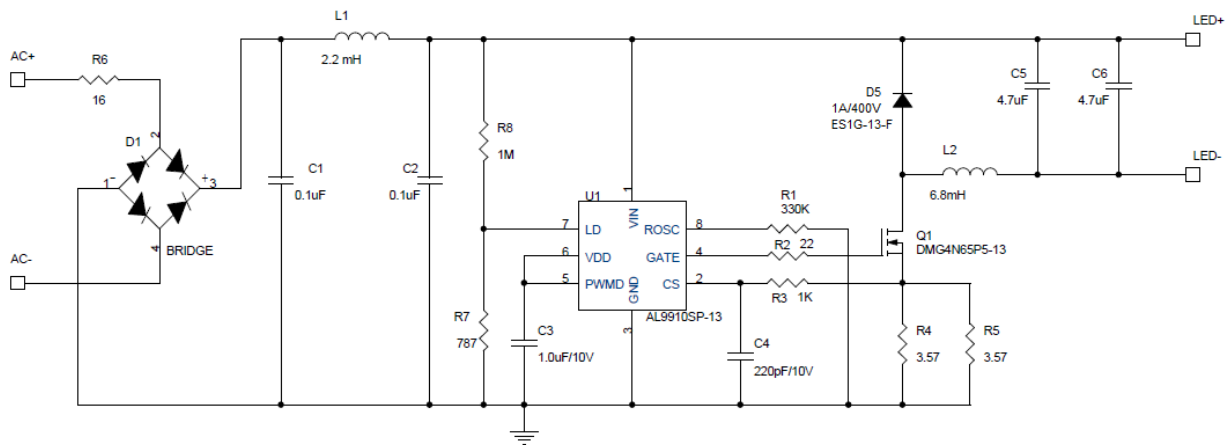 L1
2.2 mH
LED+
AC+
R6
16
D5
1A/400V
ES1G-13-F
C5
4.7uF
C6
4.7uF
R8
1M
D1
2
1
-
+
3
4
BRIDGE
C1
0.1uF
C2
0.1uF
L2
6.8mH
LED-
U1
1
VIN
R1
330K
7
LD
ROSC
8
6
VDD
GATE
4
R2
22
Q1
DMG4N65P5-13
5
PWMD
GND
CS
2
R3
1K
3
AL9910SP-13
AC-
R7
787
C3
1.0uF/10V
C4
220pF/10V
R4
3.57
R5
3.57